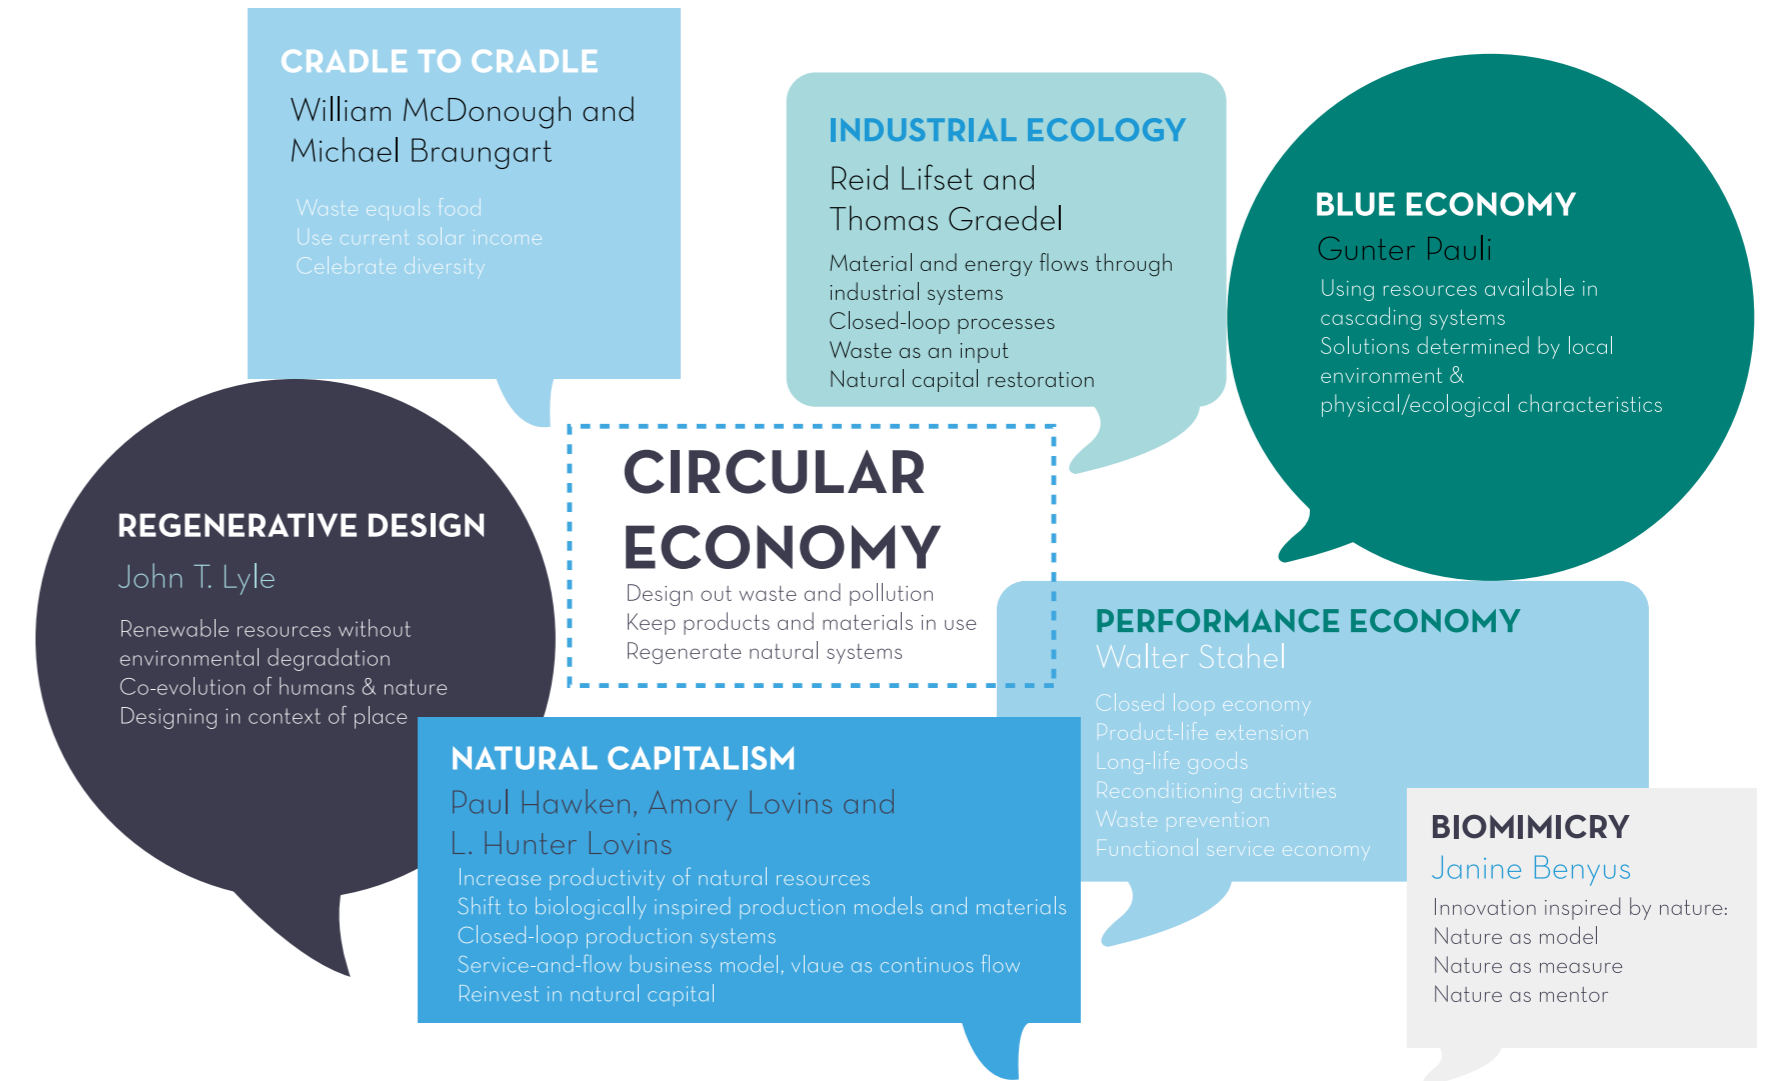 CRADLE TO CRADLE
William McDonough and
Michael Braungart
Waste equals food
Use current solar income
Celebrate diversity
INDUSTRIAL ECOLOGY
Reid Lifset and
Thomas Graedel
Material and energy flows through
industrial systems
Closed-loop processes
Waste as an input
Natural capital restoration
BLUE ECONOMY
Gunter Pauli
Using resources available in
cascading systems
Solutions determined by local
environment &
physical/ecological characteristics
REGENERATIVE DESIGN
John T. Lyle
Renewable resources without
environmental degradation
Co-evolution of humans & nature
Designing in context of place
CIRCULAR
ECONOMY
Design out waste and pollution
Keep products and materials in use
Regenerate natural systems
PERFORMANCE ECONOMY
Walter Stahel
Closed loop economy
Product-life extension
Long-life goods
Reconditioning activities
Waste prevention
Functional service economy
NATURAL CAPITALISM
Paul Hawken, Amory Lovins and
L. Hunter Lovins
Increase productivity of natural resources
Shift to biologically inspired production models and materials
Closed-loop production systems
Service-and-flow business model, vlaue as continuos flow
Reinvest in natural capital
BIOMIMICRY
Janine Benyus
Innovation inspired by nature:
Nature as model
Nature as measure
Nature as mentor